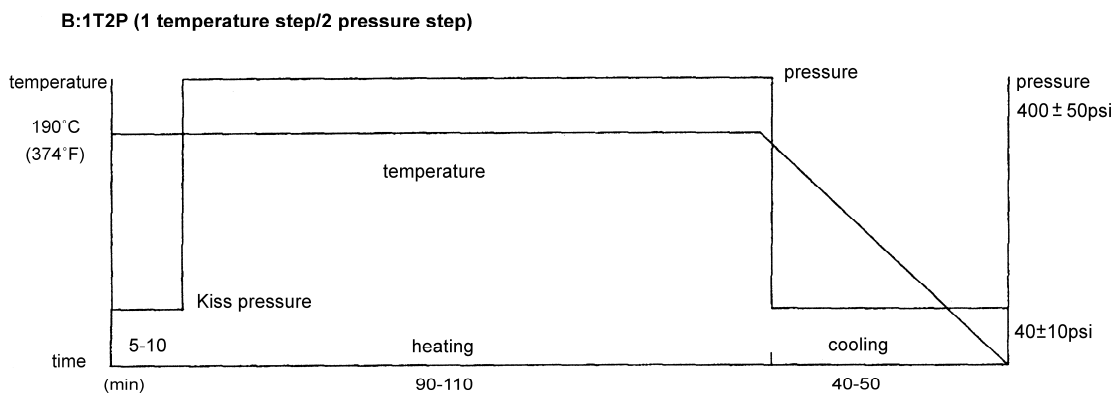 B:1T2P (1 temperature step/2 pressure step)
temperature
pressure
pressure
400±50psi
190°C
(374°F)
temperature
Kiss pressure
40±10psi
5-10
heating
cooling
time
(min)
90-110
40-50